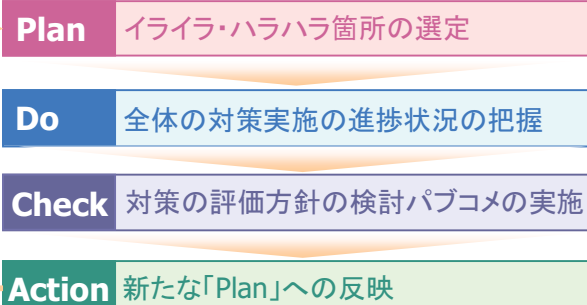 Plan イライラ・ハラハラ箇所の選定
Do 全体の対策実施の進捗状況の把握
Check 対策の評価方針の検討パブコメの実施
Action 新たな「Plan」への反映